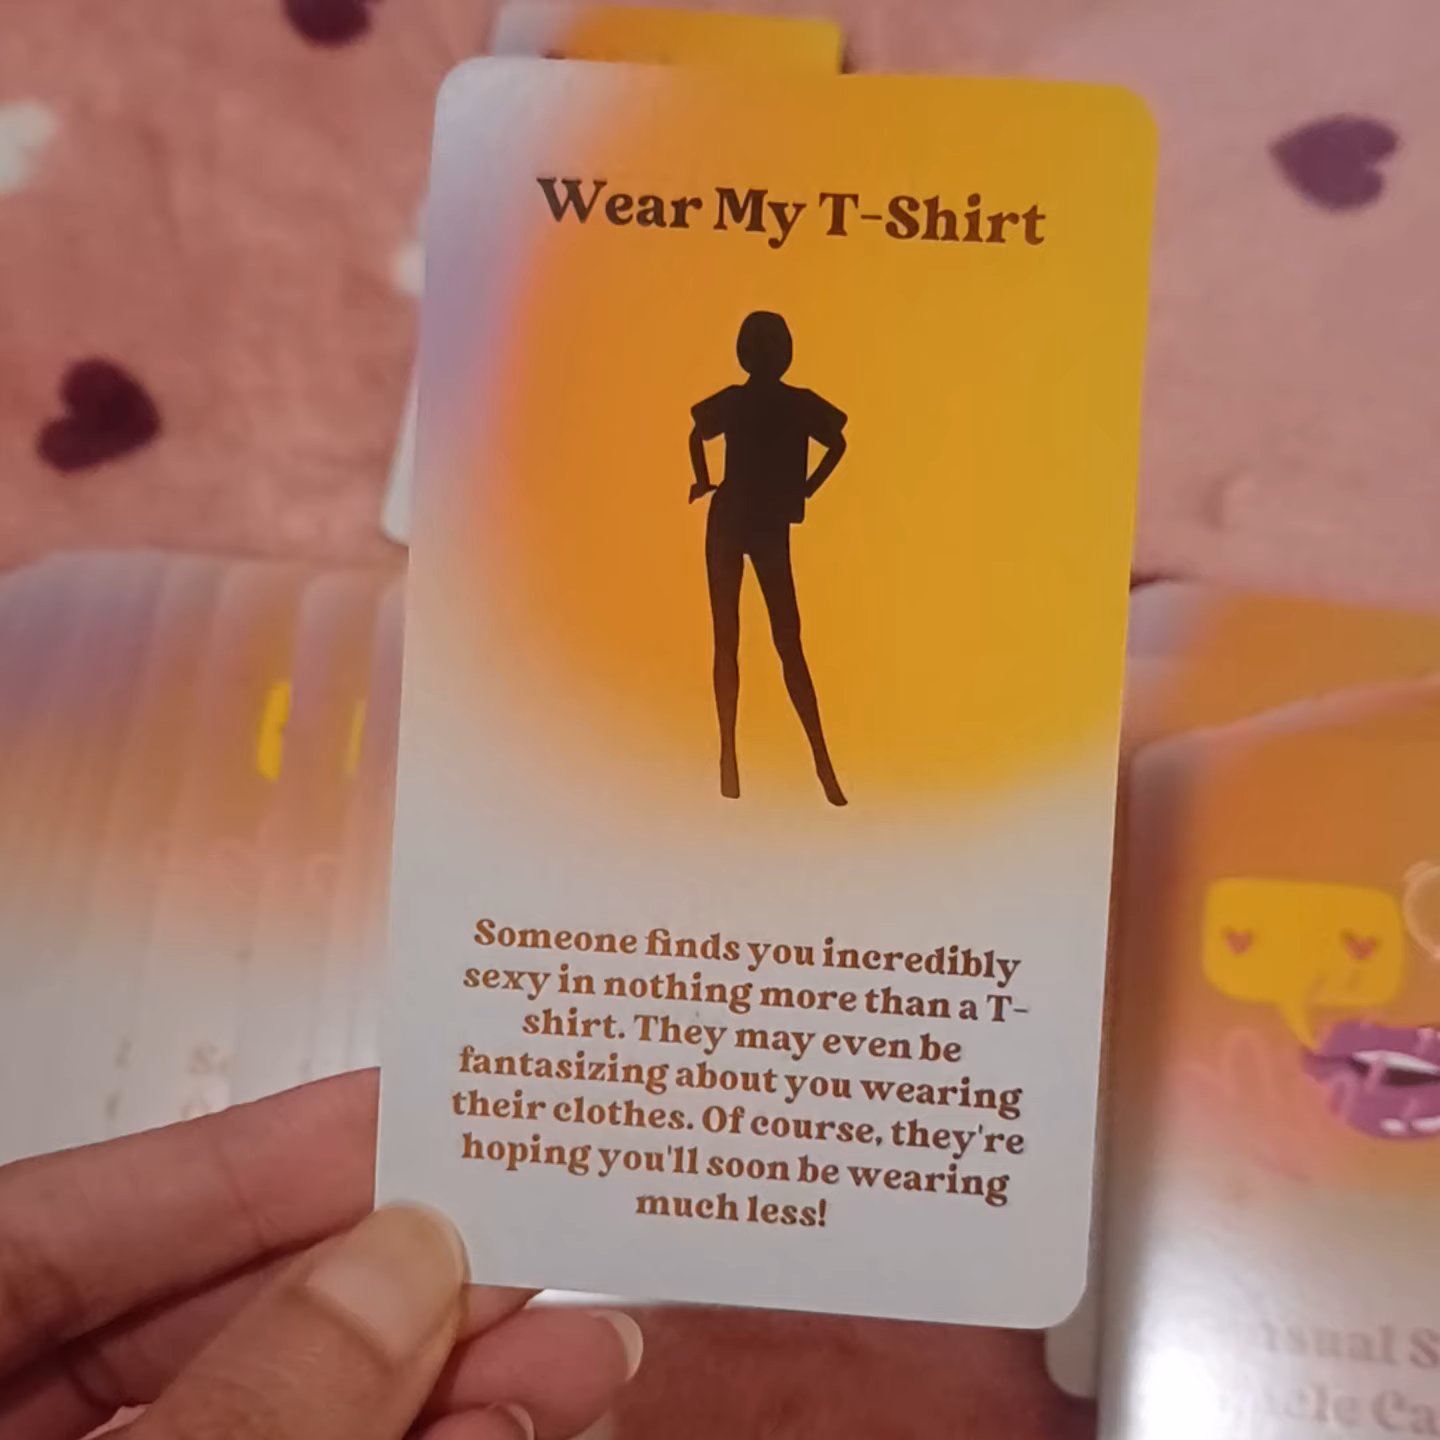 Wear My T-Shirt
Someone finds you incredibly
sexy in nothing more than a T-
shirt. They may even be
fantasizing about you wearing
their clothes. Of course, they're
hoping you'll soon be wearing
much less!